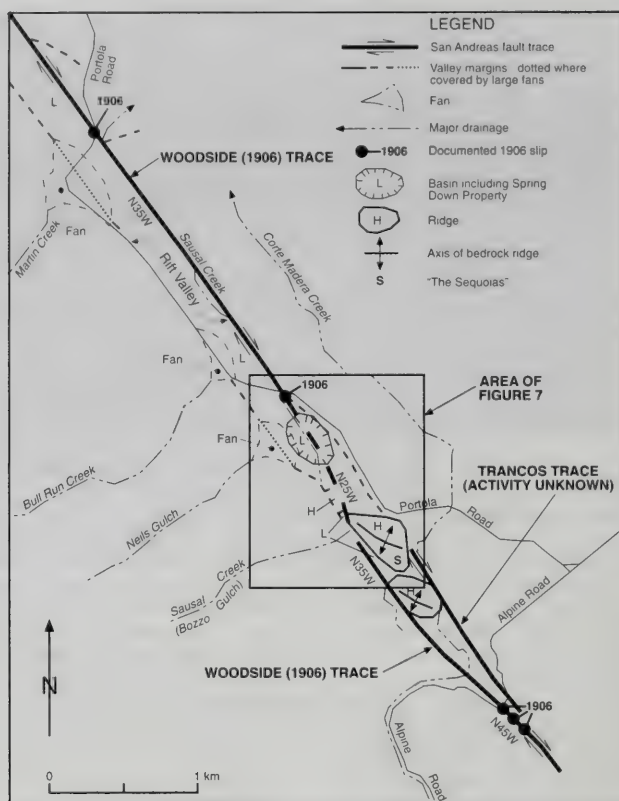 LEGEND
San Andreas fault trace
Valley margins dotted where
covered by large fans
Fan
Major drainage
1906 Documented 1906 slip
L Basin including Spring
Down Property
H Ridge
Axis of bedrock ridge
S "The Sequoias"
Portola
Road
L
1906
WOODSIDE (1906) TRACE
N35W
Fan
Martin Creek
Rift Valley
Sausal Creek
Corte Madera Creek
Fan
L
1906
AREA OF
FIGURE 7
Fan
L
N25W
TRANCOS TRACE
(ACTIVITY UNKNOWN)
Bull Run Creek
Neils Gulch
H
H
Portola
Road
L
S
Sausal Creek
(Bozzo
Gulch)
N35W
H
Alpine Road
WOODSIDE (1906) TRACE
1906
N45W
Alpine
Road
N
0 1 km